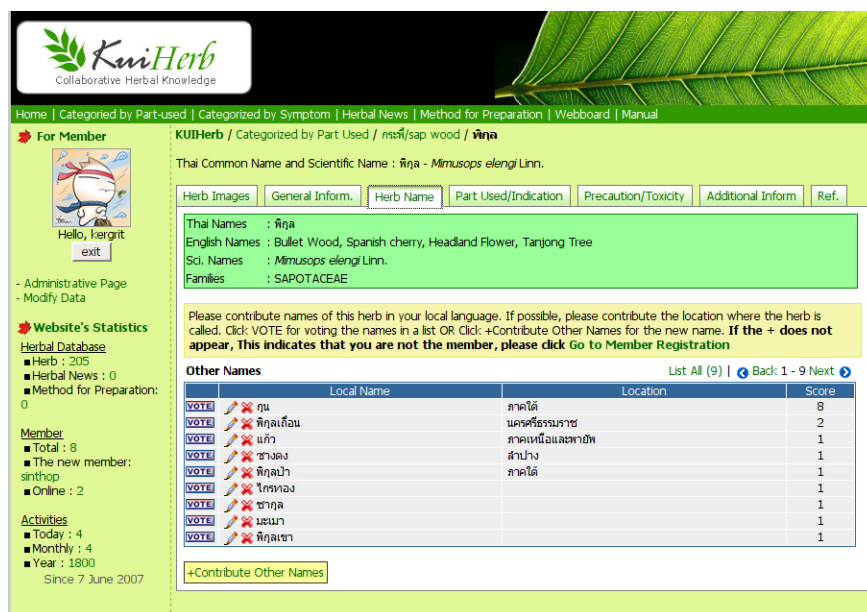 KuiHerb
Collaborative Herbal Knowledge
Home | Categoried by Part-used | Categorized by Symptom | Herbal News | Method for Preparation | Webboard | Manual
For Member
Hello, kergrit
exit
- Administrative Page
- Modify Data
Website's Statistics
Herbal Database
Herb : 205
Herbal News : 0
Method for Preparation:
0
Member
Total : 8
The new member:
sinthop
Online : 2
Activities
Today : 4
Monthly : 4
Year : 1800
Since 7 June 2007
KUIHerb / Categorized by Part Used / กระพี้/sap wood / พิกุล
Thai Common Name and Scientific Name : พิกุล - Mimusops elengi Linn.
Herb Images General Inform. Herb Name Part Used/Indication Precaution/Toxicity Additional Inform Ref.
Thai Names : พิกุล
English Names : Bullet Wood, Spanish cherry, Headland Flower, Tanjong Tree
Sci. Names : Mimusops elengi Linn.
Families : SAPOTACEAE
Please contribute names of this herb in your local language. If possible, please contribute the location where the herb is
called. Click VOTE for voting the names in a list OR Click +Contribute Other Names for the new name. If the + does not
appear, This indicates that you are not the member, please click Go to Member Registration
Other Names List All (9) | Back 1 - 9 Next
Local Name Location Score
VOTE กุน ภาคใต้ 8
VOTE พิกุลเถื่อน นครศรีธรรมราช 2
VOTE แก้ว ภาคเหนือและพายัพ 1
VOTE ซางดง ลำปาง 1
VOTE พิกุลป่า ภาคใต้ 1
VOTE ไกรทอง 1
VOTE ซากุล 1
VOTE มะเมา 1
VOTE พิกุลเขา 1
+Contribute Other Names